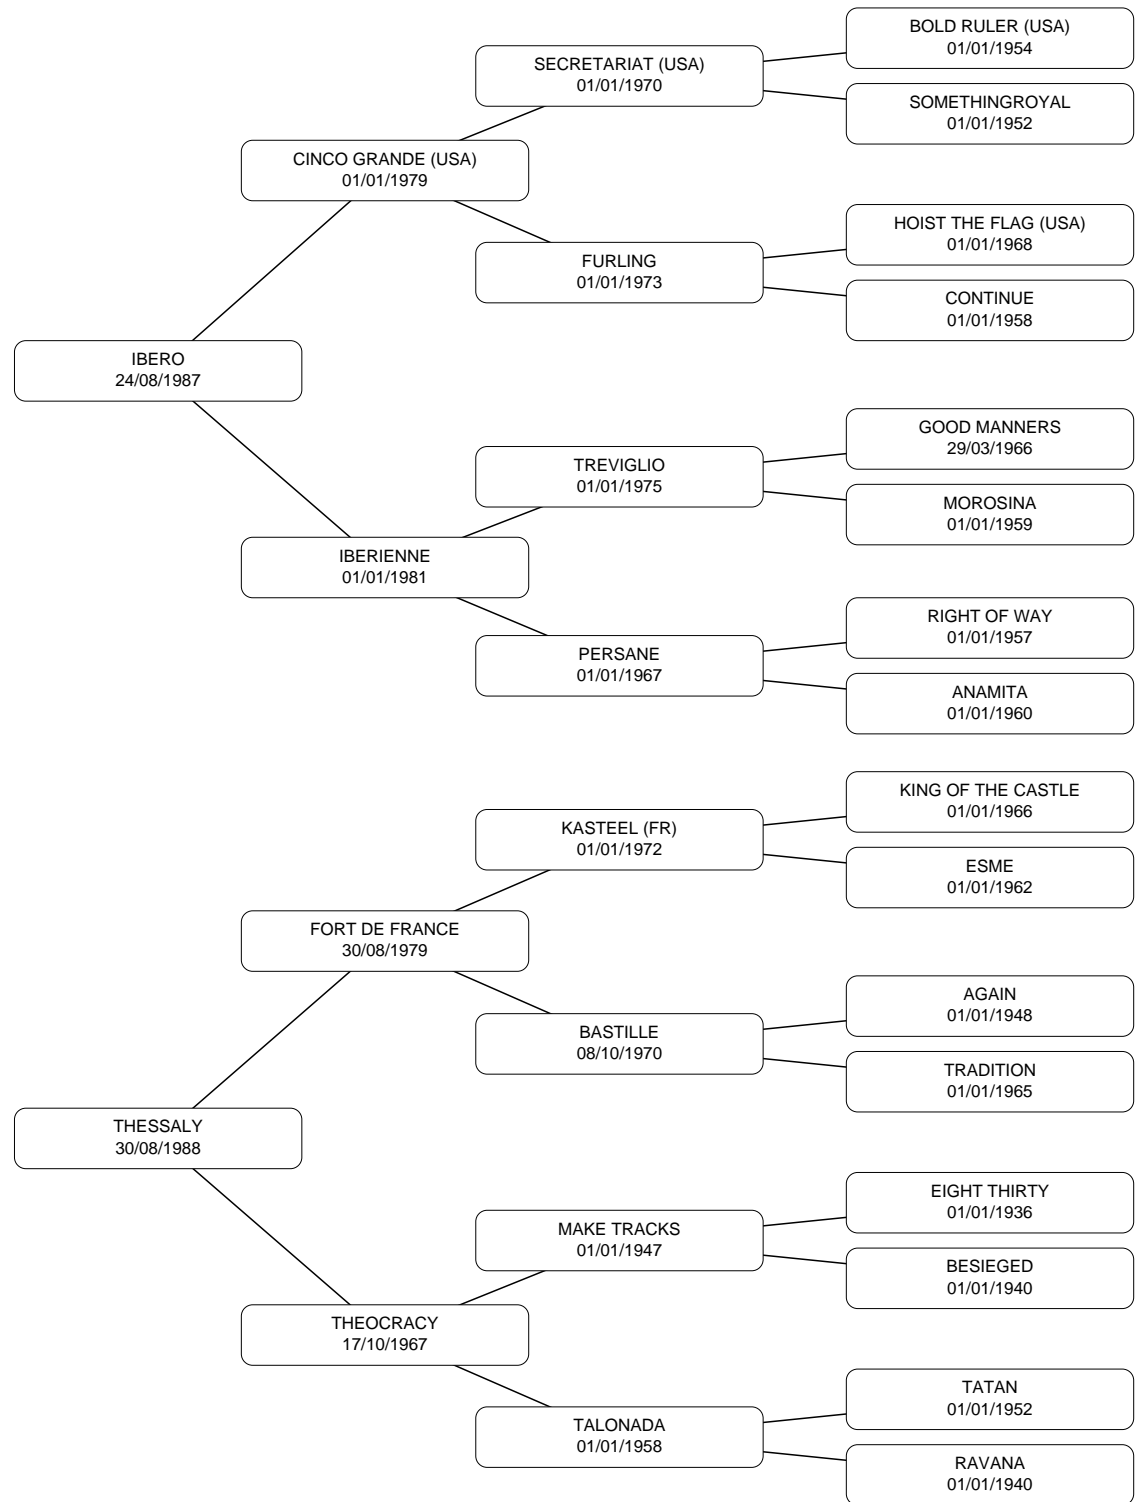 BOLD RULER (USA)
01/01/1954
SECRETARIAT (USA)
01/01/1970
SOMETHINGROYAL
01/01/1952
CINCO GRANDE (USA)
01/01/1979
HOIST THE FLAG (USA)
01/01/1968
FURLING
01/01/1973
CONTINUE
01/01/1958
IBERO
24/08/1987
GOOD MANNERS
29/03/1966
TREVIGLIO
01/01/1975
MOROSINA
01/01/1959
IBERIENNE
01/01/1981
RIGHT OF WAY
01/01/1957
PERSANE
01/01/1967
ANAMITA
01/01/1960
KING OF THE CASTLE
01/01/1966
KASTEEL (FR)
01/01/1972
ESME
01/01/1962
FORT DE FRANCE
30/08/1979
AGAIN
01/01/1948
BASTILLE
08/10/1970
TRADITION
01/01/1965
THESSALY
30/08/1988
EIGHT THIRTY
01/01/1936
MAKE TRACKS
01/01/1947
BESIEGED
01/01/1940
THEOCRACY
17/10/1967
TATAN
01/01/1952
TALONADA
01/01/1958
RAVANA
01/01/1940